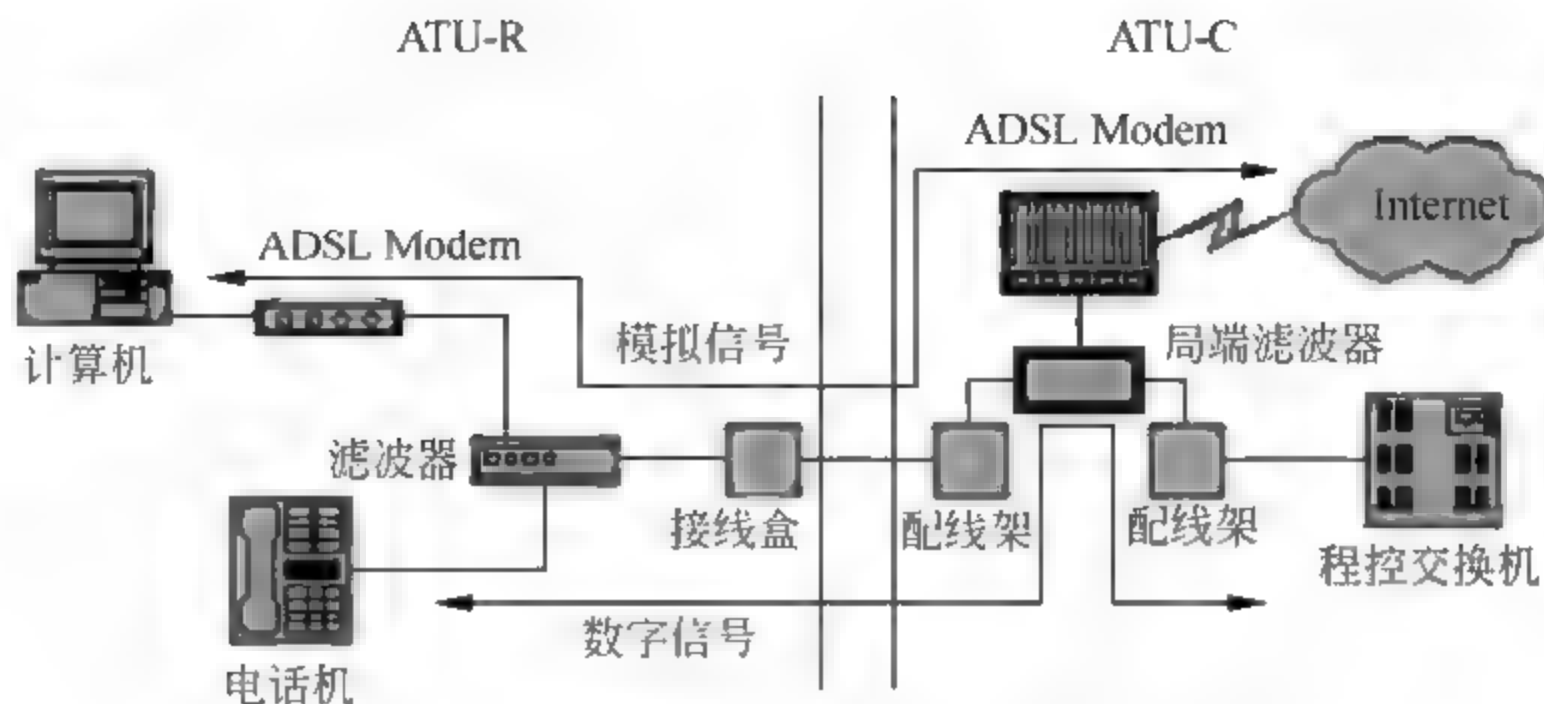 ATU-R
ATU-C
ADSL Modem
Internet
ADSL Modem
模拟信号
局端滤波器
计算机
滤波器
接线盒
配线架
配线架
程控交换机
数字信号
电话机